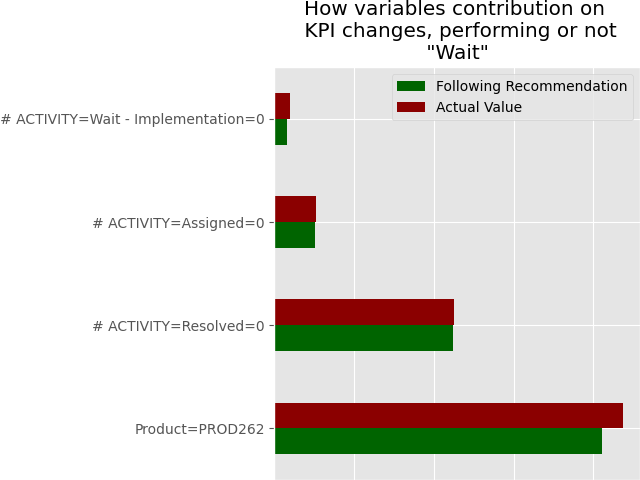 How variables contribution on
KPI changes, performing or not
"Wait"
Following Recommendation
Actual Value
# ACTIVITY=Wait - Implementation=0
# ACTIVITY=Assigned=0
# ACTIVITY=Resolved=0
Product=PROD262